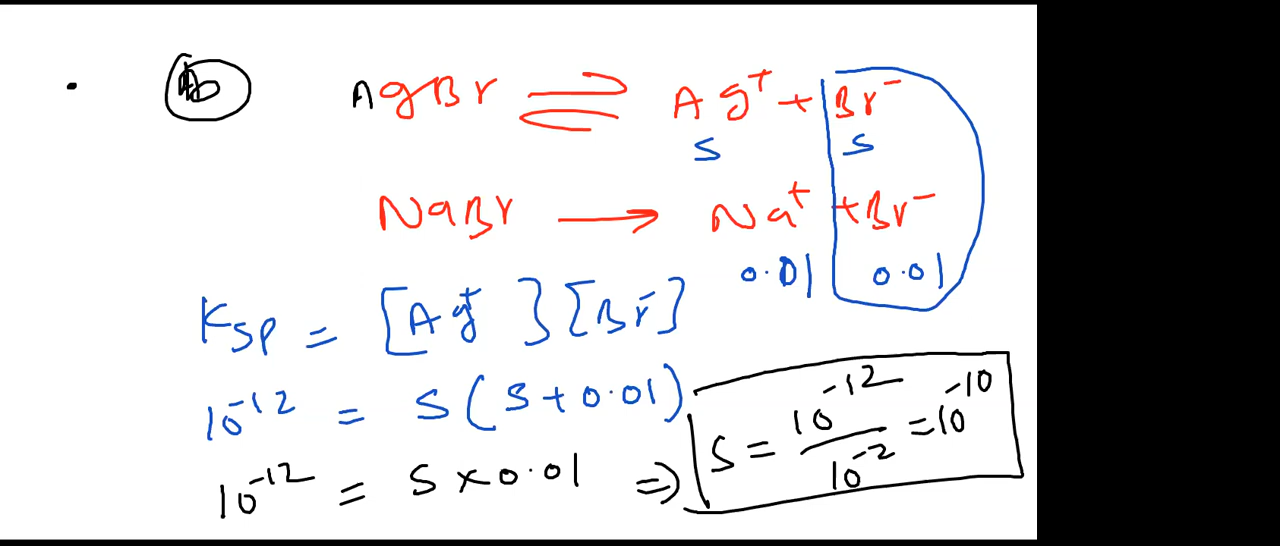 AgBr ⇌ Ag⁺ + Br⁻
S S
NaBr → Na⁺ + Br⁻
0.01 0.01
Ksp = [Ag⁺][Br⁻]
10⁻¹² = S(S+0.01)
10⁻¹² = S×0.01 ⇒ S = 10⁻¹²/10⁻² = 10⁻¹⁰